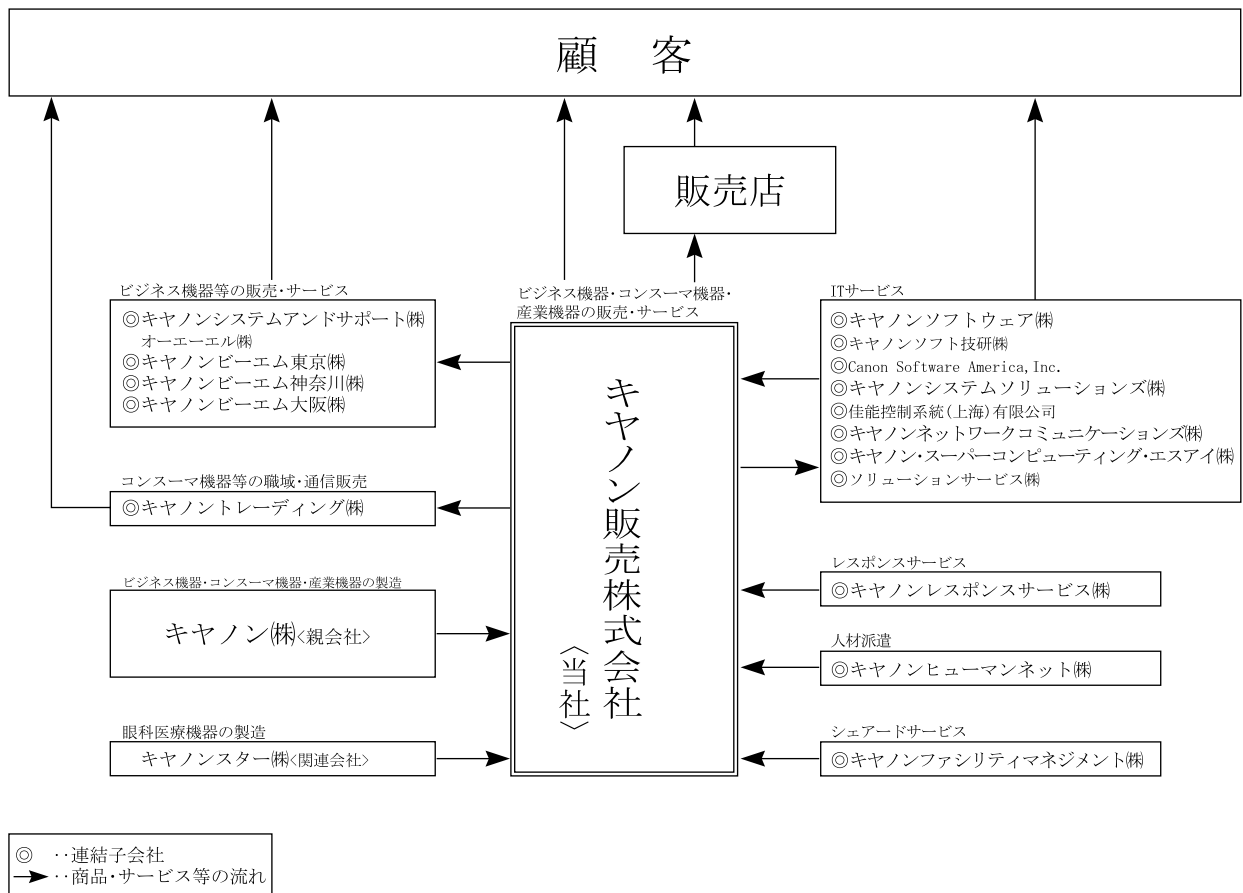 顧 客
販売店
ビジネス機器等の販売・サービス
◎キヤノンシステムアンドサポート㈱
オーエーエル㈱
◎キヤノンビーエム東京㈱
◎キヤノンビーエム神奈川㈱
◎キヤノンビーエム大阪㈱
コンスーマ機器等の職域・通信販売
◎キヤノントレーディング㈱
ビジネス機器・コンスーマ機器・産業機器の製造
キヤノン㈱<親会社>
眼科医療機器の製造
キヤノンスター㈱<関連会社>
ビジネス機器・コンスーマ機器・
産業機器の販売・サービス
キヤノン販売株式会社
〈当社〉
ITサービス
◎キヤノンソフトウェア㈱
◎キヤノンソフト技研㈱
◎Canon Software America,Inc.
◎キヤノンシステムソリューションズ㈱
◎佳能控制系統(上海)有限公司
◎キヤノンネットワークコミュニケーションズ㈱
◎キヤノン・スーパーコンピューティング・エスアイ㈱
◎ソリューションサービス㈱
レスポンスサービス
◎キヤノンレスポンスサービス㈱
人材派遣
◎キヤノンヒューマンネット㈱
シェアードサービス
◎キヤノンファシリティマネジメント㈱
◎ ‥連結子会社
→ ‥商品・サービス等の流れ